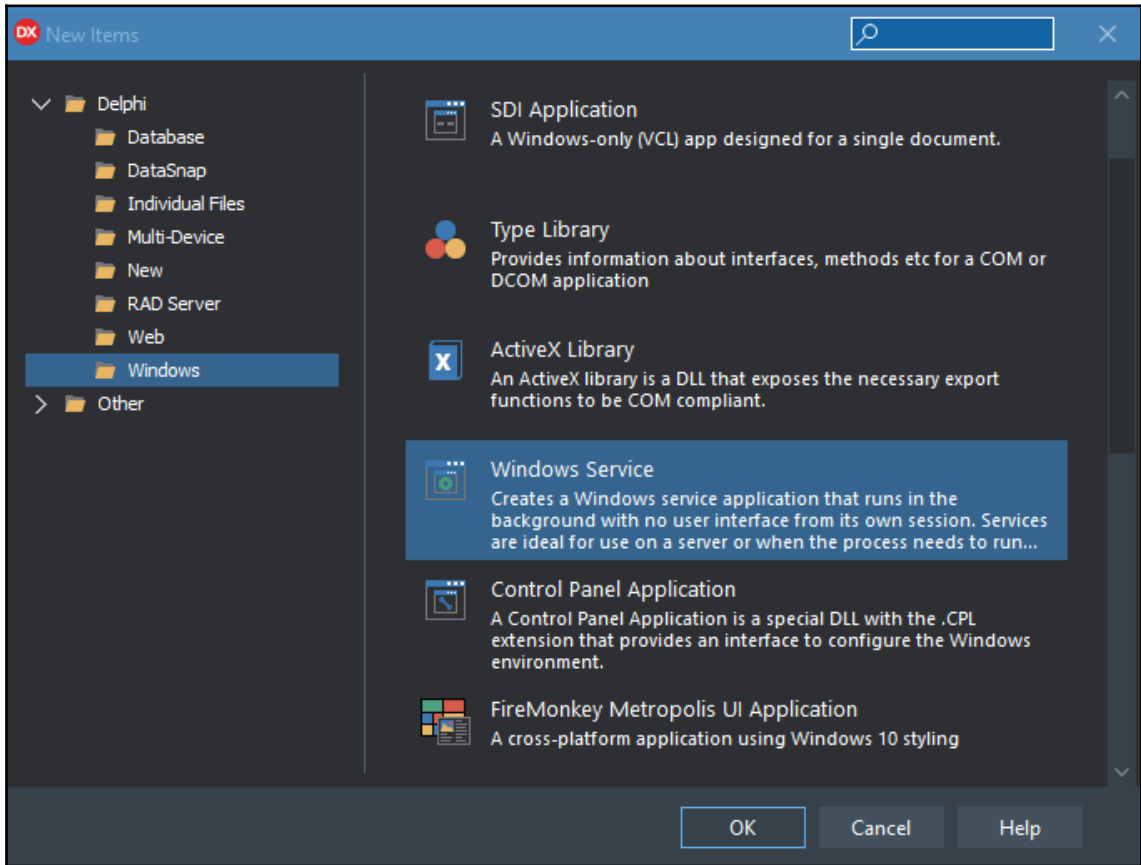 DX New Items
Delphi
Database
DataSnap
Individual Files
Multi-Device
New
RAD Server
Web
Windows
Other
SDI Application
A Windows-only (VCL) app designed for a single document.
Type Library
Provides information about interfaces, methods etc for a COM or
DCOM application
X
ActiveX Library
An ActiveX library is a DLL that exposes the necessary export
functions to be COM compliant.
Windows Service
Creates a Windows service application that runs in the
background with no user interface from its own session. Services
are ideal for use on a server or when the process needs to run...
Control Panel Application
A Control Panel Application is a special DLL with the .CPL
extension that provides an interface to configure the Windows
environment.
FireMonkey Metropolis UI Application
A cross-platform application using Windows 10 styling
OK Cancel Help